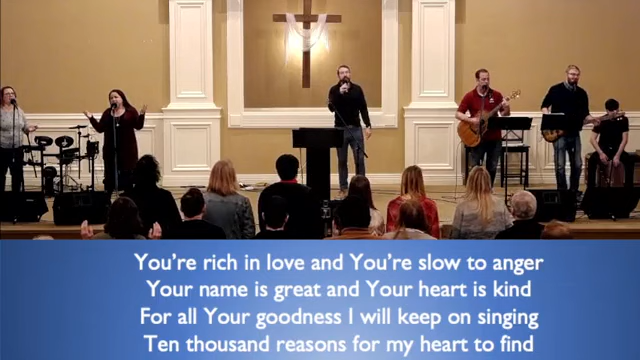 You're rich in love and You're slow to anger
Your name is great and Your heart is kind
For all Your goodness I will keep on singing
Ten thousand reasons for my heart to find